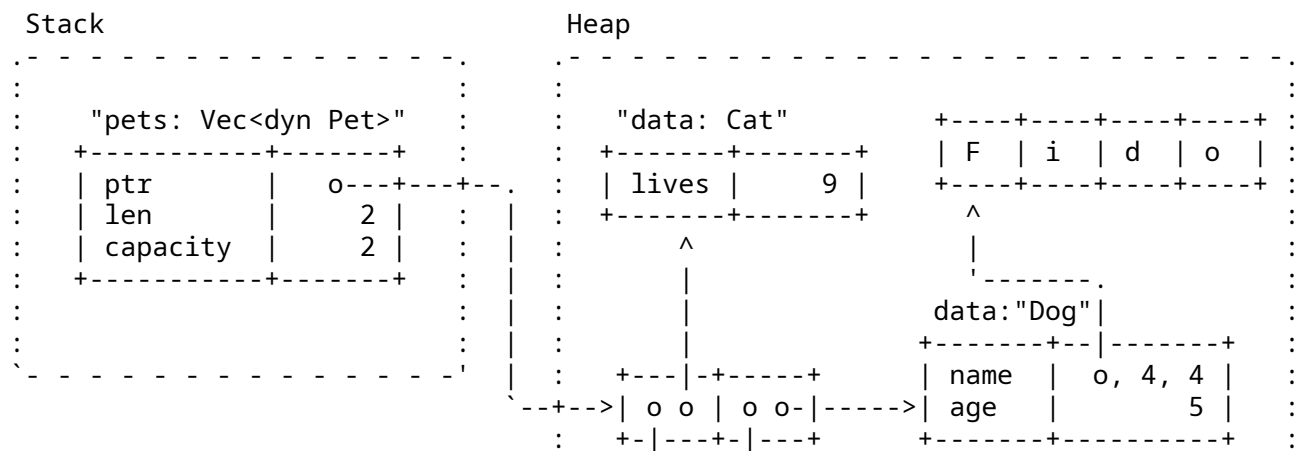 Stack Heap
"pets: Vec<dyn Pet>" "data: Cat"
F i d o
ptr o lives 9
len 2
capacity 2
data:"Dog"
name o, 4, 4
o o o o age 5